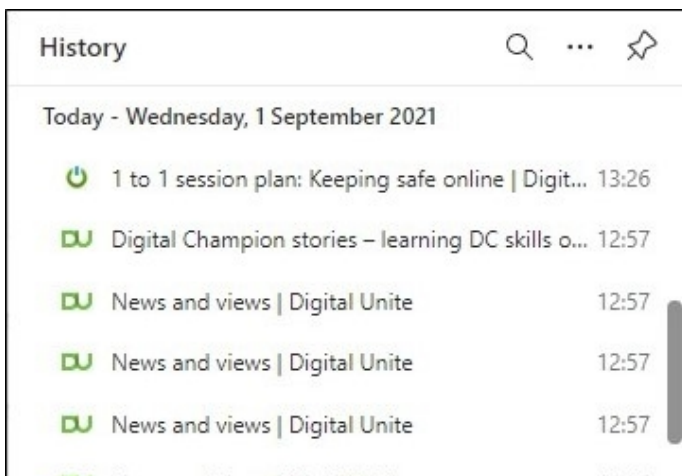 History
Today - Wednesday, 1 September 2021
1 to 1 session plan: Keeping safe online | Digit... 13:26
DU Digital Champion stories – learning DC skills o... 12:57
DU News and views | Digital Unite 12:57
DU News and views | Digital Unite 12:57
DU News and views | Digital Unite 12:57